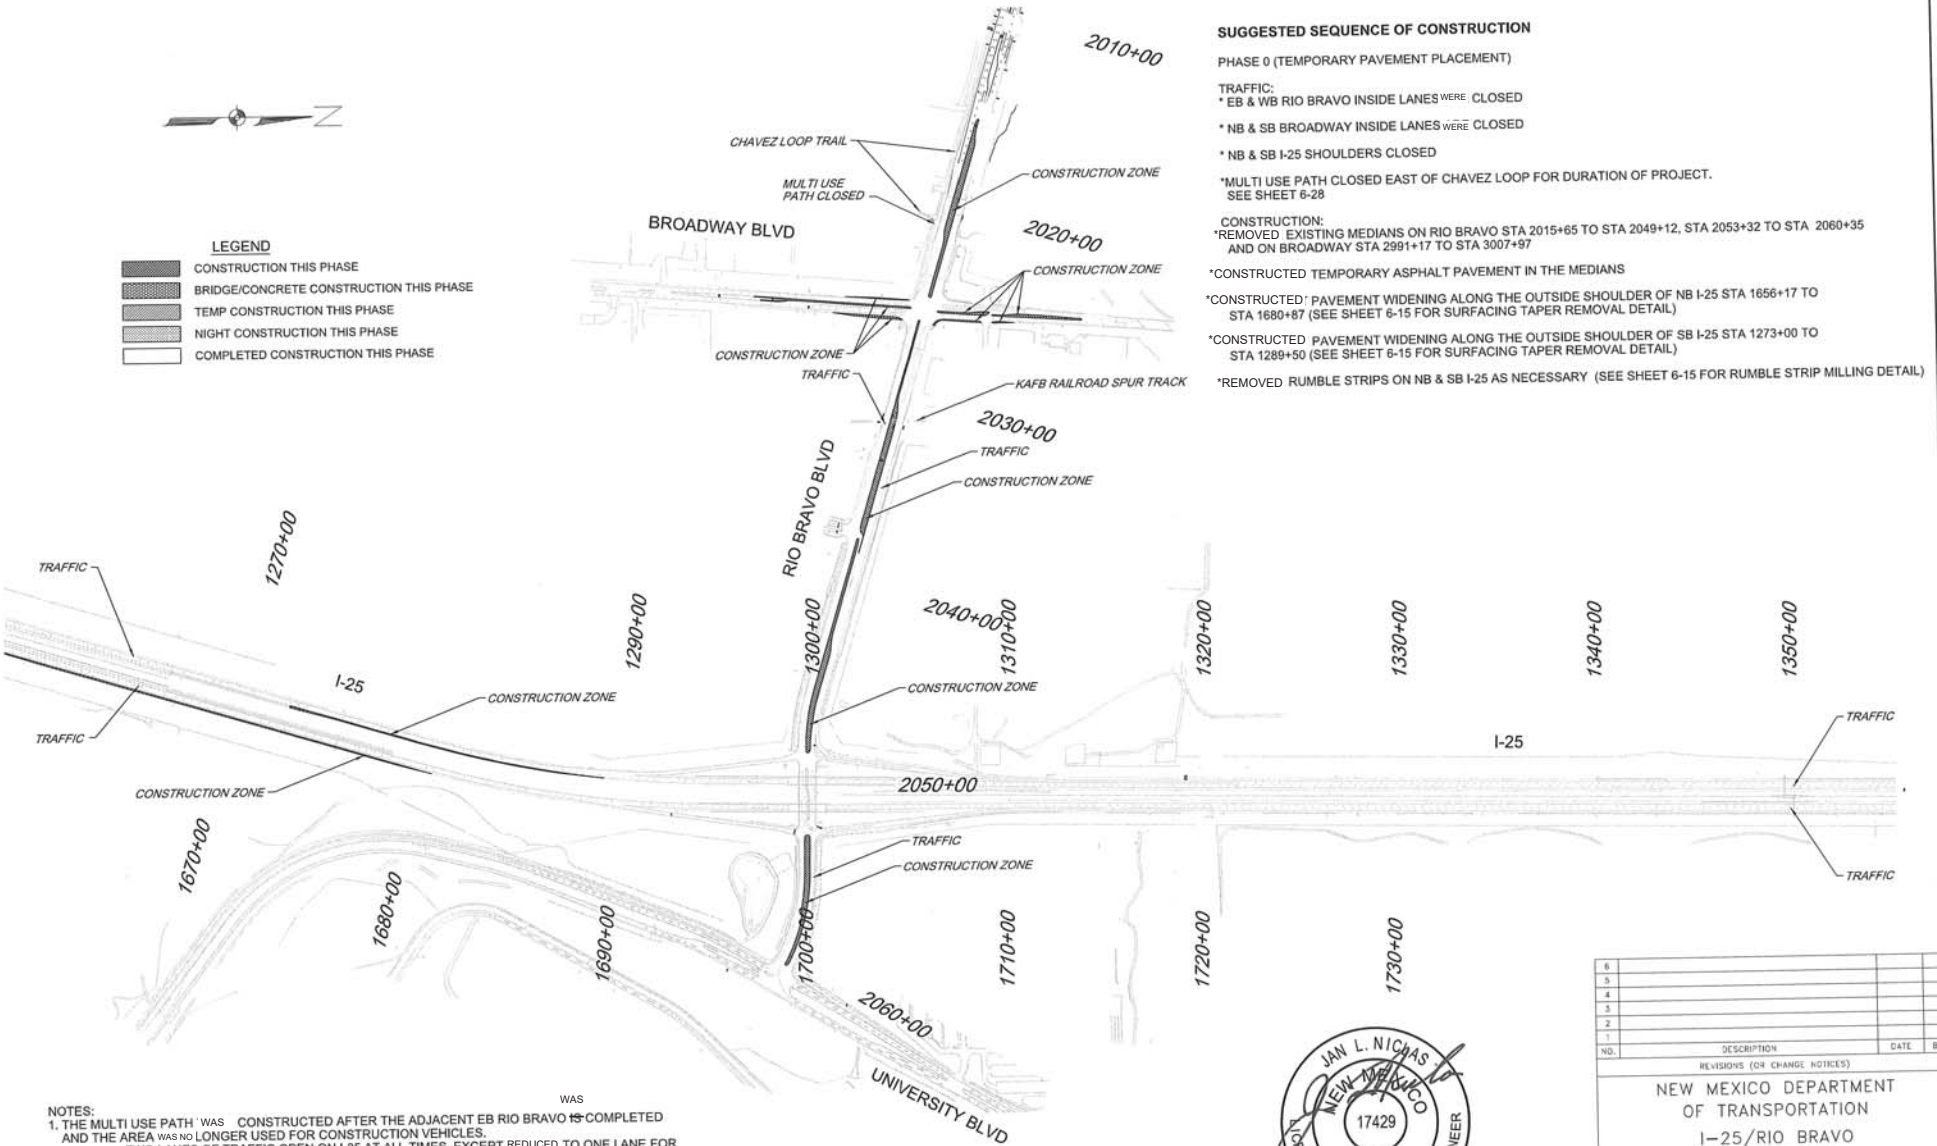 SUGGESTED SEQUENCE OF CONSTRUCTION
PHASE 0 (TEMPORARY PAVEMENT PLACEMENT)
TRAFFIC:
* EB & WB RIO BRAVO INSIDE LANES WERE CLOSED
* NB & SB BROADWAY INSIDE LANES WERE CLOSED
* NB & SB I-25 SHOULDERS CLOSED
*MULTI USE PATH CLOSED EAST OF CHAVEZ LOOP FOR DURATION OF PROJECT.
SEE SHEET 6-28
CONSTRUCTION:
*REMOVED EXISTING MEDIANS ON RIO BRAVO STA 2015+65 TO STA 2049+12, STA 2053+32 TO STA 2060+35
AND ON BROADWAY STA 2991+17 TO STA 3007+97
*CONSTRUCTED TEMPORARY ASPHALT PAVEMENT IN THE MEDIANS
*CONSTRUCTED PAVEMENT WIDENING ALONG THE OUTSIDE SHOULDER OF NB I-25 STA 1656+17 TO
STA 1680+87 (SEE SHEET 6-15 FOR SURFACING TAPER REMOVAL DETAIL)
*CONSTRUCTED PAVEMENT WIDENING ALONG THE OUTSIDE SHOULDER OF SB I-25 STA 1273+00 TO
STA 1289+50 (SEE SHEET 6-15 FOR SURFACING TAPER REMOVAL DETAIL)
*REMOVED RUMBLE STRIPS ON NB & SB I-25 AS NECESSARY (SEE SHEET 6-15 FOR RUMBLE STRIP MILLING DETAIL)
N
LEGEND
CONSTRUCTION THIS PHASE
BRIDGE/CONCRETE CONSTRUCTION THIS PHASE
TEMP CONSTRUCTION THIS PHASE
NIGHT CONSTRUCTION THIS PHASE
COMPLETED CONSTRUCTION THIS PHASE
2010+00
CHAVEZ LOOP TRAIL
MULTI USE
PATH CLOSED
CONSTRUCTION ZONE
BROADWAY BLVD
2020+00
CONSTRUCTION ZONE
CONSTRUCTION ZONE
TRAFFIC
KAFB RAILROAD SPUR TRACK
2030+00
TRAFFIC
CONSTRUCTION ZONE
RIO BRAVO BLVD
1270+00
1290+00
1300+00
2040+00
1310+00
1320+00
1330+00
1340+00
1350+00
TRAFFIC
I-25
CONSTRUCTION ZONE
CONSTRUCTION ZONE
TRAFFIC
TRAFFIC
I-25
CONSTRUCTION ZONE
2050+00
TRAFFIC
CONSTRUCTION ZONE
TRAFFIC
1670+00
1680+00
1690+00
1700+00
1710+00
1720+00
1730+00
2060+00
UNIVERSITY BLVD
NOTES:
WAS
1. THE MULTI USE PATH WAS CONSTRUCTED AFTER THE ADJACENT EB RIO BRAVO IS COMPLETED
AND THE AREA WAS NO LONGER USED FOR CONSTRUCTION VEHICLES.
JAN L. NICHLAS
NEW MEXICO
17429
6
5
4
3
2
1
NO. DESCRIPTION DATE
REVISIONS (OR CHANGE NOTICES)
NEW MEXICO DEPARTMENT
OF TRANSPORTATION
I-25/RIO BRAVO